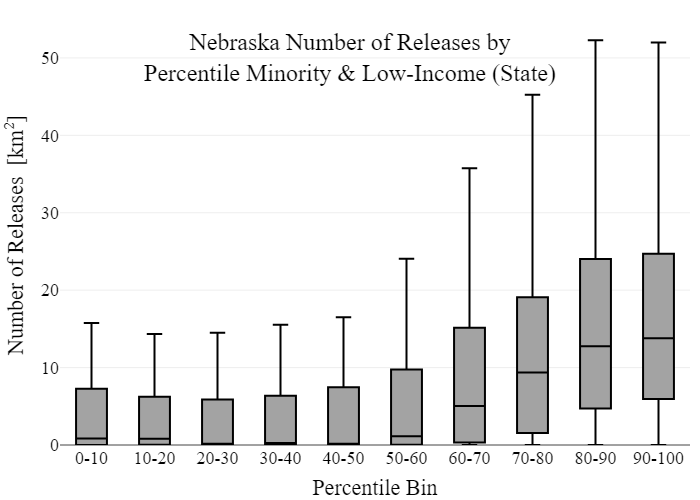 Nebraska Number of Releases by
Percentile Minority & Low-Income (State)
Number of Releases [km²]
50
40
30
20
10
0
0-10 10-20 20-30 30-40 40-50 50-60 60-70 70-80 80-90 90-100
Percentile Bin